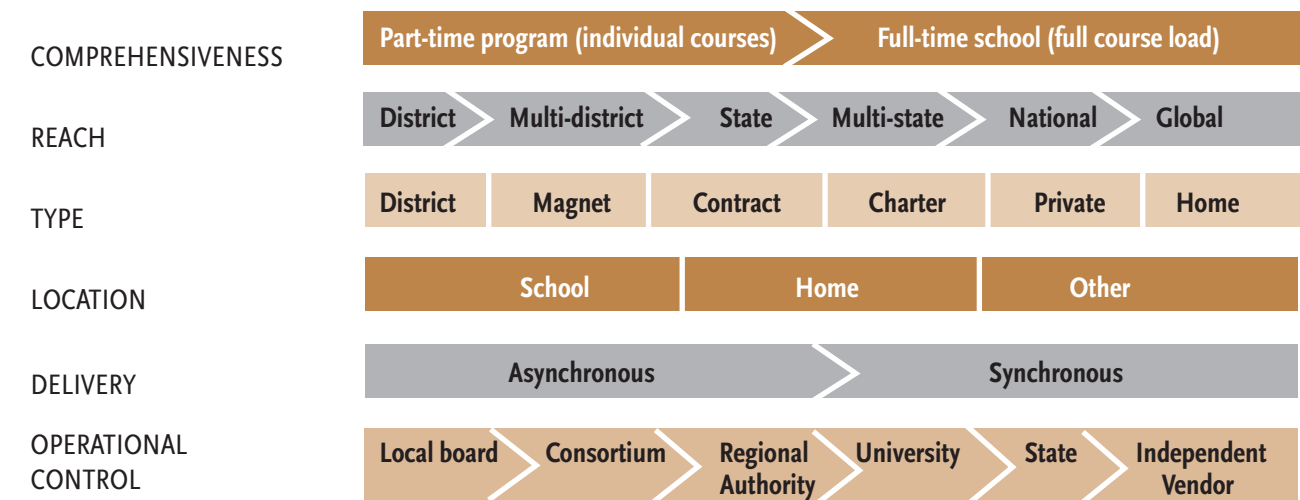 COMPREHENSIVENESS
Part-time program (individual courses) Full-time school (full course load)
REACH
District Multi-district State Multi-state National Global
TYPE
District Magnet Contract Charter Private Home
LOCATION
School Home Other
DELIVERY
Asynchronous Synchronous
OPERATIONAL
CONTROL
Local board Consortium Regional University State Independent
Authority Vendor